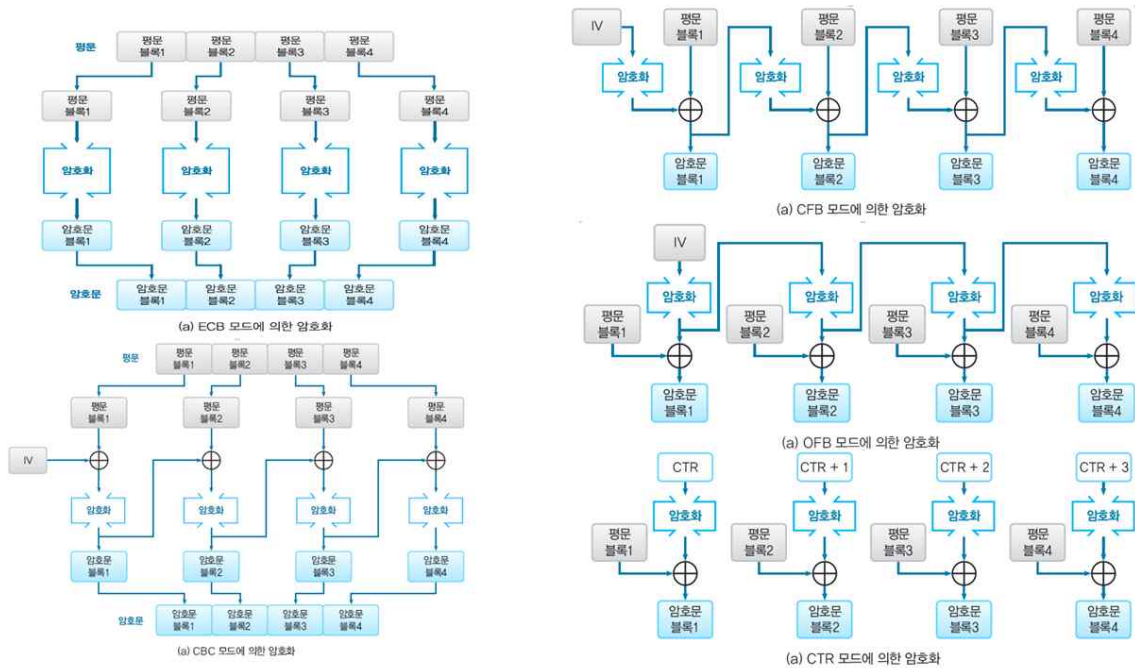 평문
평문 평문 평문 평문
블록1 블록2 블록3 블록4
평문 평문 평문 평문
블록1 블록2 블록3 블록4
암호화 암호화 암호화 암호화
암호문 암호문 암호문 암호문
블록1 블록2 블록3 블록4
암호문
암호문 암호문 암호문 암호문
블록1 블록2 블록3 블록4
(a) ECB 모드에 의한 암호화
평문
평문 평문 평문 평문
블록1 블록2 블록3 블록4
평문 평문 평문 평문
블록1 블록2 블록3 블록4
IV
암호화 암호화 암호화 암호화
암호문 암호문 암호문 암호문
블록1 블록2 블록3 블록4
암호문
암호문 암호문 암호문 암호문
블록1 블록2 블록3 블록4
(a) CBC 모드에 의한 암호화
IV
평문 평문 평문 평문
블록1 블록2 블록3 블록4
암호화 암호화 암호화 암호화
암호문 암호문 암호문 암호문
블록1 블록2 블록3 블록4
(a) CFB 모드에 의한 암호화
IV
암호화 암호화 암호화 암호화
평문 평문 평문 평문
블록1 블록2 블록3 블록4
암호문 암호문 암호문 암호문
블록1 블록2 블록3 블록4
(a) OFB 모드에 의한 암호화
CTR CTR + 1 CTR + 2 CTR + 3
암호화 암호화 암호화 암호화
평문 평문 평문 평문
블록1 블록2 블록3 블록4
암호문 암호문 암호문 암호문
블록1 블록2 블록3 블록4
(a) CTR 모드에 의한 암호화